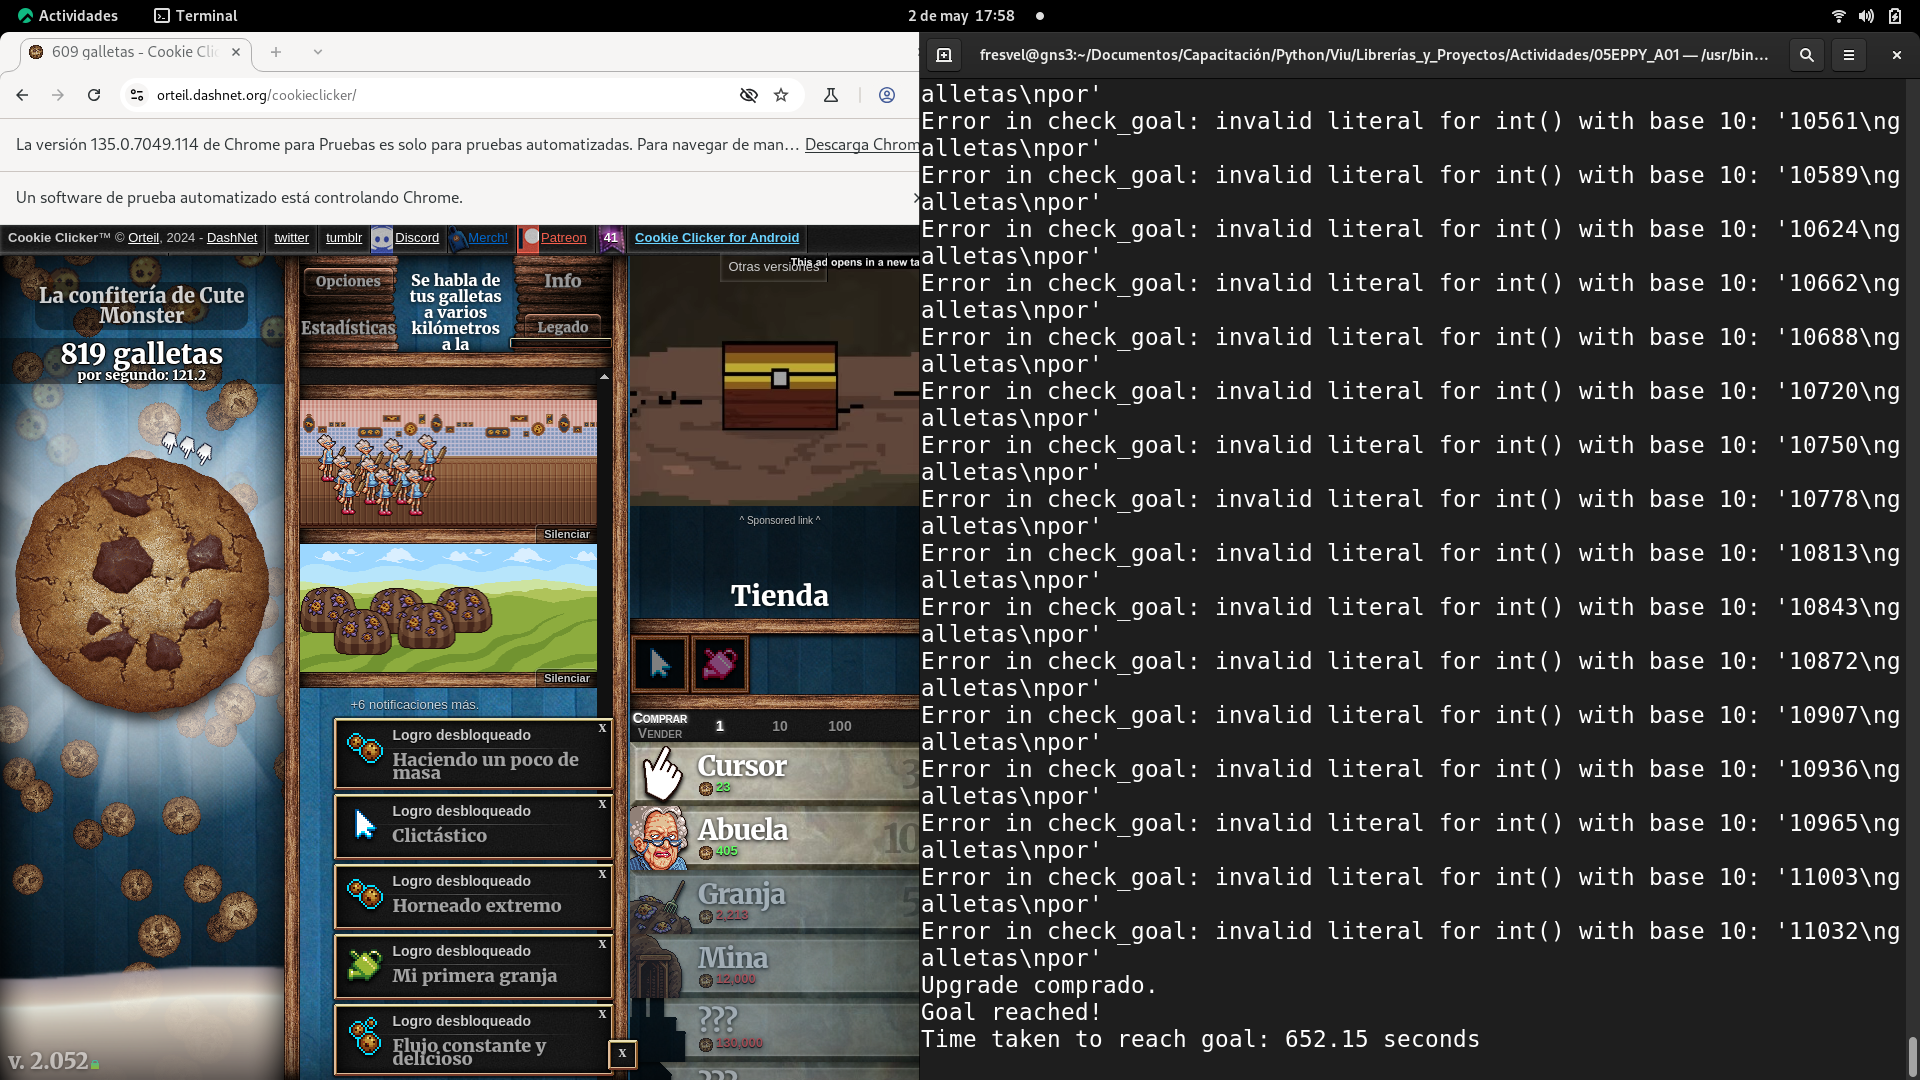 Actividades
Terminal
2 de may 17:58
609 galletas - Cookie Clic
orteil.dashnet.org/cookieclicker/
La versión 135.0.7049.114 de Chrome para Pruebas es solo para pruebas automatizadas. Para navegar de man… Descarga Chrom
Un software de prueba automatizado está controlando Chrome.
Cookie Clicker™ © Orteil, 2024 - DashNet
twitter
tumblr
Discord
Merch!
Patreon
41
Cookie Clicker for Android
La confitería de Cute
Monster
819 galletas
por segundo: 121.2
v. 2.052
Opciones
Estadísticas
Se habla de
tus galletas
a varios
kilómetros
a la
Info
Legado
Silenciar
Silenciar
+6 notificaciones más.
Logro desbloqueado
x
Haciendo un poco de
masa
Logro desbloqueado
x
Clictástico
Logro desbloqueado
x
Horneado extremo
Logro desbloqueado
x
Mi primera granja
Logro desbloqueado
x
Flujo constante y
delicioso
x
Otras versiones
This ad opens in a new ta
^ Sponsored link ^
Tienda
Comprar
Vender
1
10
100
Cursor
23
3
Abuela
405
10
Granja
2,213
5
Mina
12,000
???
130,000
???
fresvel@gns3:~/Documentos/Capacitación/Python/Viu/Librerías_y_Proyectos/Actividades/05EPPY_A01 — /usr/bin…
alletas\npor'
Error in check_goal: invalid literal for int() with base 10: '10561\ng
alletas\npor'
Error in check_goal: invalid literal for int() with base 10: '10589\ng
alletas\npor'
Error in check_goal: invalid literal for int() with base 10: '10624\ng
alletas\npor'
Error in check_goal: invalid literal for int() with base 10: '10662\ng
alletas\npor'
Error in check_goal: invalid literal for int() with base 10: '10688\ng
alletas\npor'
Error in check_goal: invalid literal for int() with base 10: '10720\ng
alletas\npor'
Error in check_goal: invalid literal for int() with base 10: '10750\ng
alletas\npor'
Error in check_goal: invalid literal for int() with base 10: '10778\ng
alletas\npor'
Error in check_goal: invalid literal for int() with base 10: '10813\ng
alletas\npor'
Error in check_goal: invalid literal for int() with base 10: '10843\ng
alletas\npor'
Error in check_goal: invalid literal for int() with base 10: '10872\ng
alletas\npor'
Error in check_goal: invalid literal for int() with base 10: '10907\ng
alletas\npor'
Error in check_goal: invalid literal for int() with base 10: '10936\ng
alletas\npor'
Error in check_goal: invalid literal for int() with base 10: '10965\ng
alletas\npor'
Error in check_goal: invalid literal for int() with base 10: '11003\ng
alletas\npor'
Error in check_goal: invalid literal for int() with base 10: '11032\ng
alletas\npor'
Upgrade comprado.
Goal reached!
Time taken to reach goal: 652.15 seconds